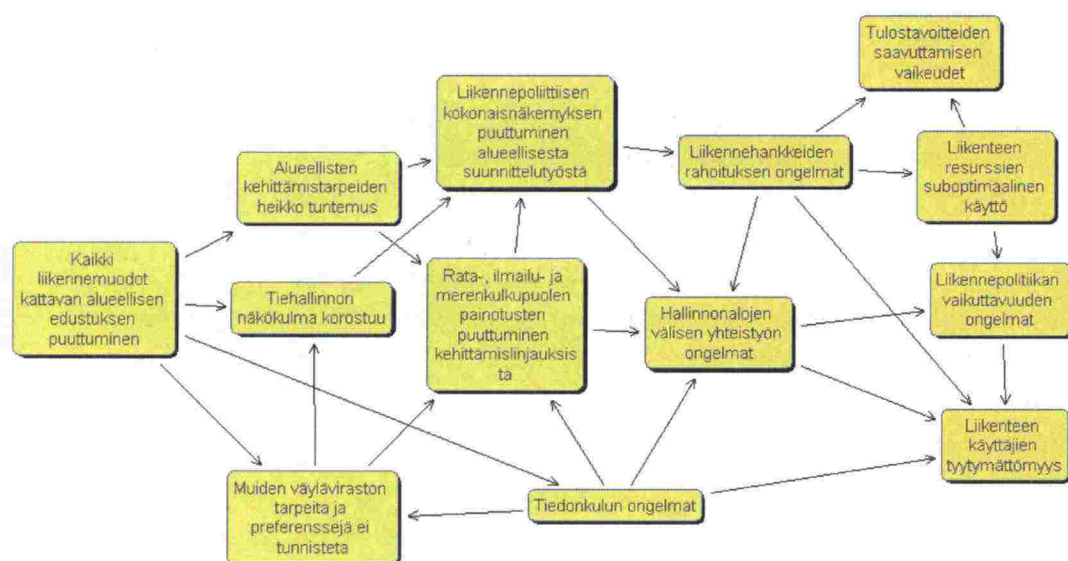 Tulostavoitteiden
saavuttamisen
vaikeudet
Liikennepoliittisen
kokonaisnäkemyksen
puuttuminen
alueellisesta
suunnittelutyöstä
Liikennehankkeiden
rahoituksen ongelmat
Liikenteen
resurssien
suboptimaalinen
käyttö
Alueellisten
kehittämistarpeiden
heikko tuntemus
Kaikki
liikennemuodot
kattavan alueellisen
edustuksen
puuttuminen
Tiehallinnon
näkökulma korostuu
Rata-, ilmailu- ja
merenkulkupuolen
painotusten
puuttuminen
kehittämislinjauksis
ta
Hallinnonalojen
välisen yhteistyön
ongelmat
Liikennepolitiikan
vaikuttavuuden
ongelmat
Liikenteen
käyttäjien
tyytymättömyys
Muiden väyläviraston
tarpeita ja
preferenssejä ei
tunnisteta
Tiedonkulun ongelmat